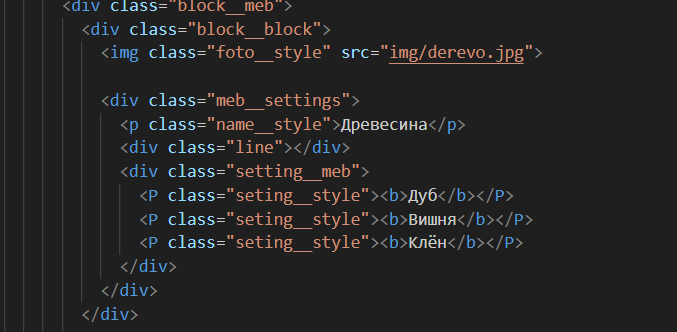 <div class="block__meb">
<div class="block__block">
<img class="foto__style" src="img/derevo.jpg">
<div class="meb__settings">
<p class="name__style">Древесина</p>
<div class="line"></div>
<div class="setting__meb">
<P class="seting__style"><b>Дуб</b></P>
<P class="seting__style"><b>Вишня</b></P>
<P class="seting__style"><b>Клён</b></P>
</div>
</div>
</div>